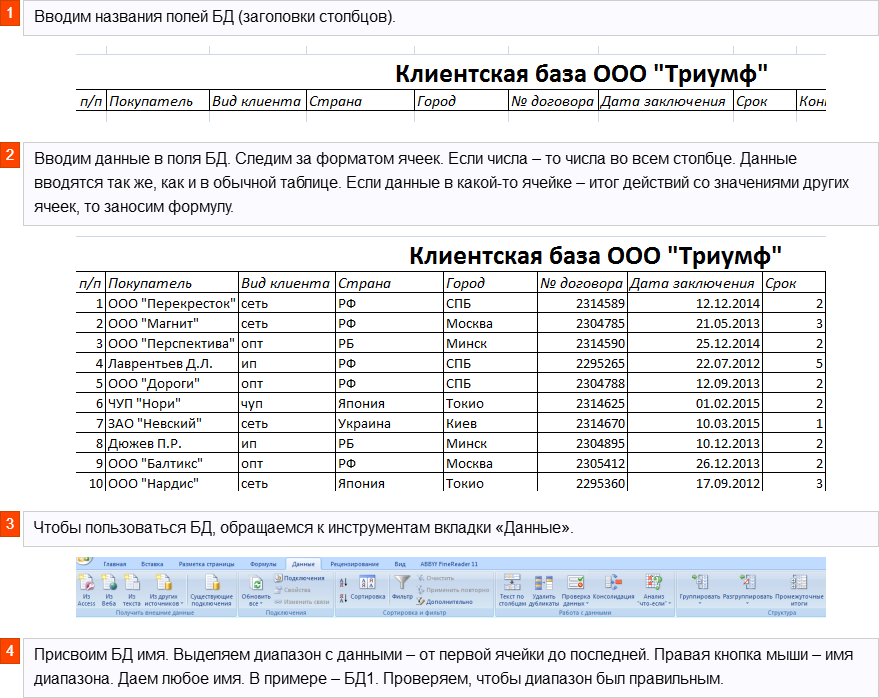 1 Вводим названия полей БД (заголовки столбцов).
Клиентская база ООО "Триумф"
п/п Покупатель Вид клиента Страна Город № договора Дата заключения Срок
2 Вводим данные в поля БД. Следим за форматом ячеек. Если числа – то числа во всем столбце. Данные
вводятся так же, как и в обычной таблице. Если данные в какой-то ячейке – итог действий со значениями других
ячеек, то заносим формулу.
Клиентская база ООО "Триумф"
п/п Покупатель Вид клиента Страна Город № договора Дата заключения Срок
1 ООО "Перекресток" сеть РФ СПБ 2314589 12.12.2014 2
2 ООО "Магнит" сеть РФ Москва 2304785 21.05.2013 3
3 ООО "Перспектива" опт РБ Минск 2314590 25.12.2014 2
4 Лаврентьев Д.Л. ип РФ СПБ 2295265 22.07.2012 5
5 ООО "Дороги" опт РФ СПБ 2304788 12.09.2013 2
6 ЧУП "Нори" чуп Япония Токио 2314625 01.02.2015 2
7 ЗАО "Невский" сеть Украина Киев 2314670 10.03.2015 1
8 Дюжев П.Р. ип РБ Минск 2304895 10.12.2013 2
9 ООО "Балтикс" опт РФ Москва 2305412 26.12.2013 2
10 ООО "Нардис" сеть Япония Токио 2295360 17.09.2012 3
3 Чтобы пользоваться БД, обращаемся к инструментам вкладки «Данные».
Главная Вставка Разметка страницы Формулы Данные Рецензирование Вид ABBYY FineReader 11
Подключения Очистить
Свойства Применить повторно
Изменить связи Дополнительно
Из Access Из Веба Из текста Из других источников Существующие подключения Обновить все Сортировка Фильтр Текст по столбцам Удалить дубликаты Проверка данных Консолидация Анализ "что-если" Группировать Разгруппировать Промежуточные итоги
Получить внешние данные Подключения Сортировка и фильтр Работа с данными Структура
4 Присвоим БД имя. Выделяем диапазон с данными – от первой ячейки до последней. Правая кнопка мыши – имя
диапазона. Даем любое имя. В примере – БД1. Проверяем, чтобы диапазон был правильным.